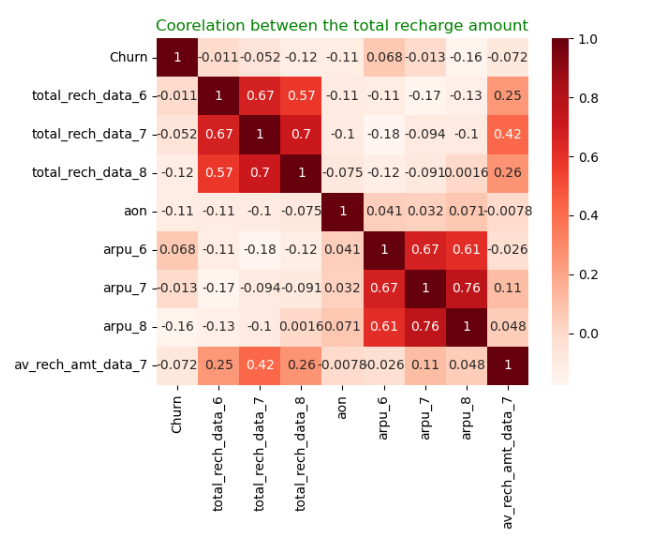 Coorelation between the total recharge amount
Churn 1 -0.011 -0.052 -0.12 -0.11 0.068 -0.013 -0.16 -0.072
total_rech_data_6 -0.011 1 0.67 0.57 -0.11 -0.11 -0.17 -0.13 0.25
total_rech_data_7 -0.052 0.67 1 0.7 -0.1 -0.18 -0.094 -0.1 0.42
total_rech_data_8 -0.12 0.57 0.7 1 -0.075 -0.12 -0.091 0.0016 0.26
aon -0.11 -0.11 -0.1 -0.075 1 0.041 0.032 0.071 -0.0078
arpu_6 0.068 -0.11 -0.18 -0.12 0.041 1 0.67 0.61 -0.026
arpu_7 -0.013 -0.17 -0.094 -0.091 0.032 0.67 1 0.76 0.11
arpu_8 -0.16 -0.13 -0.1 0.0016 0.071 0.61 0.76 1 0.048
av_rech_amt_data_7 -0.072 0.25 0.42 0.26 -0.0078 -0.026 0.11 0.048 1
Churn
total_rech_data_6
total_rech_data_7
total_rech_data_8
aon
arpu_6
arpu_7
arpu_8
av_rech_amt_data_7
1.0
0.8
0.6
0.4
0.2
0.0